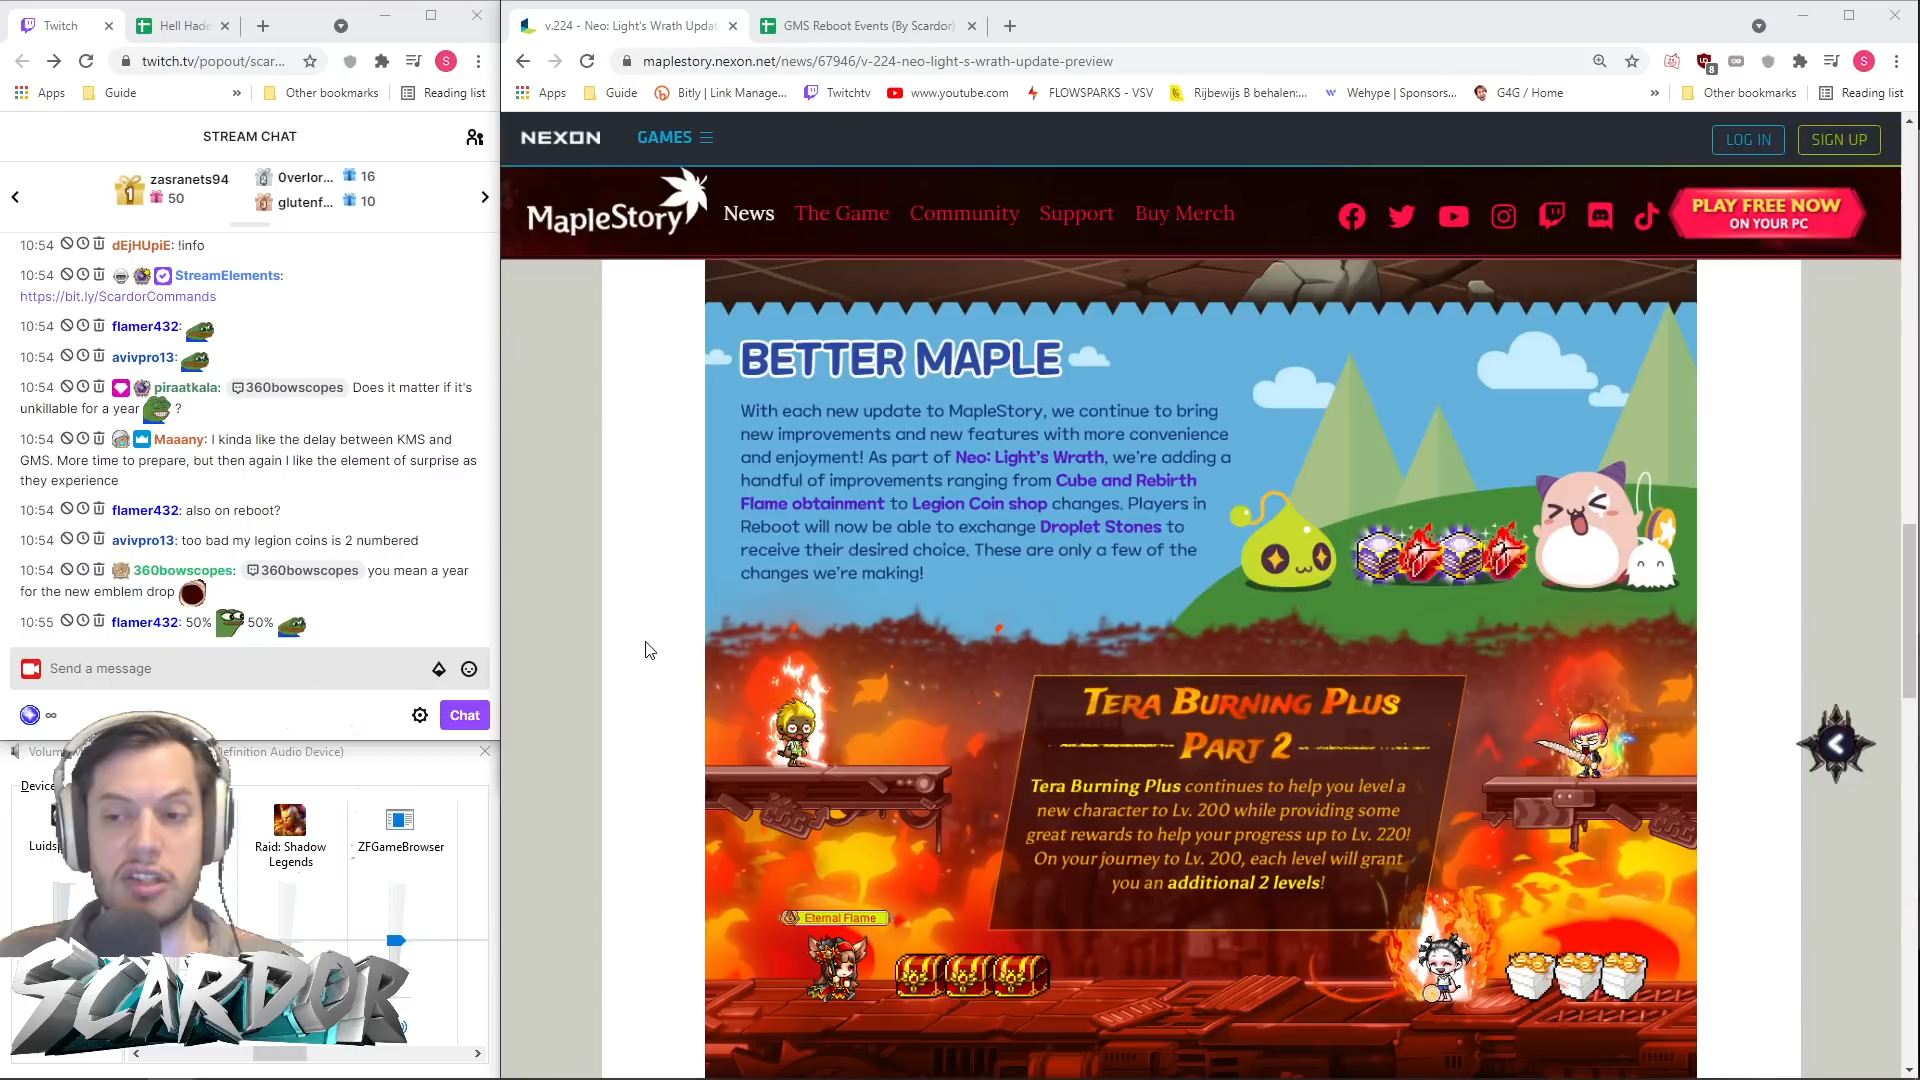 Twitch
Hell Hade
v.224 - Neo: Light's Wrath Updat
GMS Reboot Events (By Scardor)
twitch.tv/popout/scar...
maplestory.nexon.net/news/67946/v-224-neo-light-s-wrath-update-preview
S
S
8
Apps
Guide
»
Other bookmarks
Reading list
Apps
Guide
Bitly | Link Manage...
Twitchtv
www.youtube.com
FLOWSPARKS - VSV
Rijbewijs B behalen:...
Wehype | Sponsors...
G4G / Home
»
Other bookmarks
Reading list
STREAM CHAT
zasranets94
1
50
0verlor...
16
glutenf...
10
10:54 dEjHUpiE: !info
10:54 StreamElements:
https://bit.ly/ScardorCommands
10:54 flamer432:
10:54 avivpro13:
10:54 piraatkala: 360bowscopes Does it matter if it's
unkillable for a year ?
10:54 Maaany: I kinda like the delay between KMS and
GMS. More time to prepare, but then again I like the element of surprise as
they experience
10:54 flamer432: also on reboot?
10:54 avivpro13: too bad my legion coins is 2 numbered
10:54 360bowscopes: 360bowscopes you mean a year
for the new emblem drop
10:55 flamer432: 50% 50%
Send a message
∞
Chat
Volum
efinition Audio Device)
Device
Luids
Raid: Shadow
Legends
ZFGameBrowser
SCARDOR
NEXON
GAMES
LOG IN
SIGN UP
MapleStory
News
The Game
Community
Support
Buy Merch
PLAY FREE NOW
ON YOUR PC
BETTER MAPLE
With each new update to MapleStory, we continue to bring
new improvements and new features with more convenience
and enjoyment! As part of Neo: Light's Wrath, we're adding a
handful of improvements ranging from Cube and Rebirth
Flame obtainment to Legion Coin shop changes. Players in
Reboot will now be able to exchange Droplet Stones to
receive their desired choice. These are only a few of the
changes we're making!
TERA BURNING PLUS
PART 2
Tera Burning Plus continues to help you level a
new character to Lv. 200 while providing some
great rewards to help your progress up to Lv. 220!
On your journey to Lv. 200, each level will grant
you an additional 2 levels!
Eternal Flame